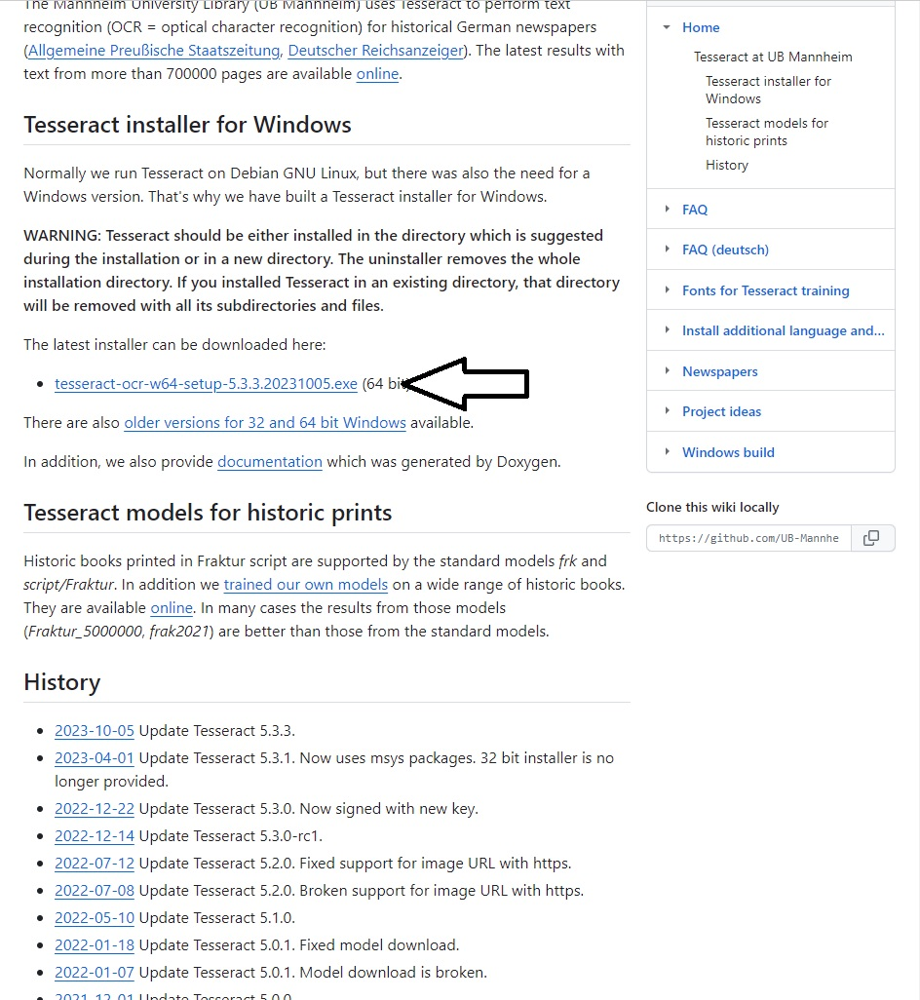 The Mannheim University Library (UB Mannheim) uses Tesseract to perform text
recognition (OCR = optical character recognition) for historical German newspapers
(Allgemeine Preußische Staatszeitung, Deutscher Reichsanzeiger). The latest results with
text from more than 700000 pages are available online.
Tesseract installer for Windows
Normally we run Tesseract on Debian GNU Linux, but there was also the need for a
Windows version. That's why we have built a Tesseract installer for Windows.
WARNING: Tesseract should be either installed in the directory which is suggested
during the installation or in a new directory. The uninstaller removes the whole
installation directory. If you installed Tesseract in an existing directory, that directory
will be removed with all its subdirectories and files.
The latest installer can be downloaded here:
tesseract-ocr-w64-setup-5.3.3.20231005.exe (64 bit)
There are also older versions for 32 and 64 bit Windows available.
In addition, we also provide documentation which was generated by Doxygen.
Tesseract models for historic prints
Historic books printed in Fraktur script are supported by the standard models frk and
script/Fraktur. In addition we trained our own models on a wide range of historic books.
They are available online. In many cases the results from those models
(Fraktur_5000000, frak2021) are better than those from the standard models.
History
2023-10-05 Update Tesseract 5.3.3.
2023-04-01 Update Tesseract 5.3.1. Now uses msys packages. 32 bit installer is no
longer provided.
2022-12-22 Update Tesseract 5.3.0. Now signed with new key.
2022-12-14 Update Tesseract 5.3.0-rc1.
2022-07-12 Update Tesseract 5.2.0. Fixed support for image URL with https.
2022-07-08 Update Tesseract 5.2.0. Broken support for image URL with https.
2022-05-10 Update Tesseract 5.1.0.
2022-01-18 Update Tesseract 5.0.1. Fixed model download.
2022-01-07 Update Tesseract 5.0.1. Model download is broken.
2021-12-01 Update Tesseract 5.0.0
Home
Tesseract at UB Mannheim
Tesseract installer for
Windows
Tesseract models for
historic prints
History
FAQ
FAQ (deutsch)
Fonts for Tesseract training
Install additional language and...
Newspapers
Project ideas
Windows build
Clone this wiki locally
https://github.com/UB-Mannhe